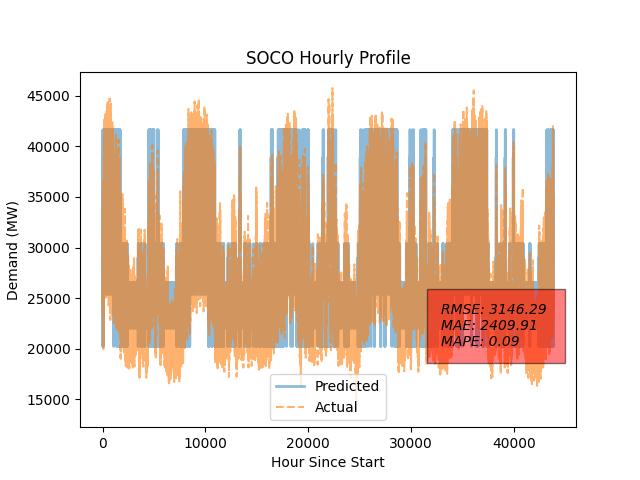 SOCO Hourly Profile
Demand (MW)
45000
40000
35000
30000
25000
20000
15000
RMSE: 3146.29
MAE: 2409.91
MAPE: 0.09
Predicted
Actual
0
10000
20000
30000
40000
Hour Since Start